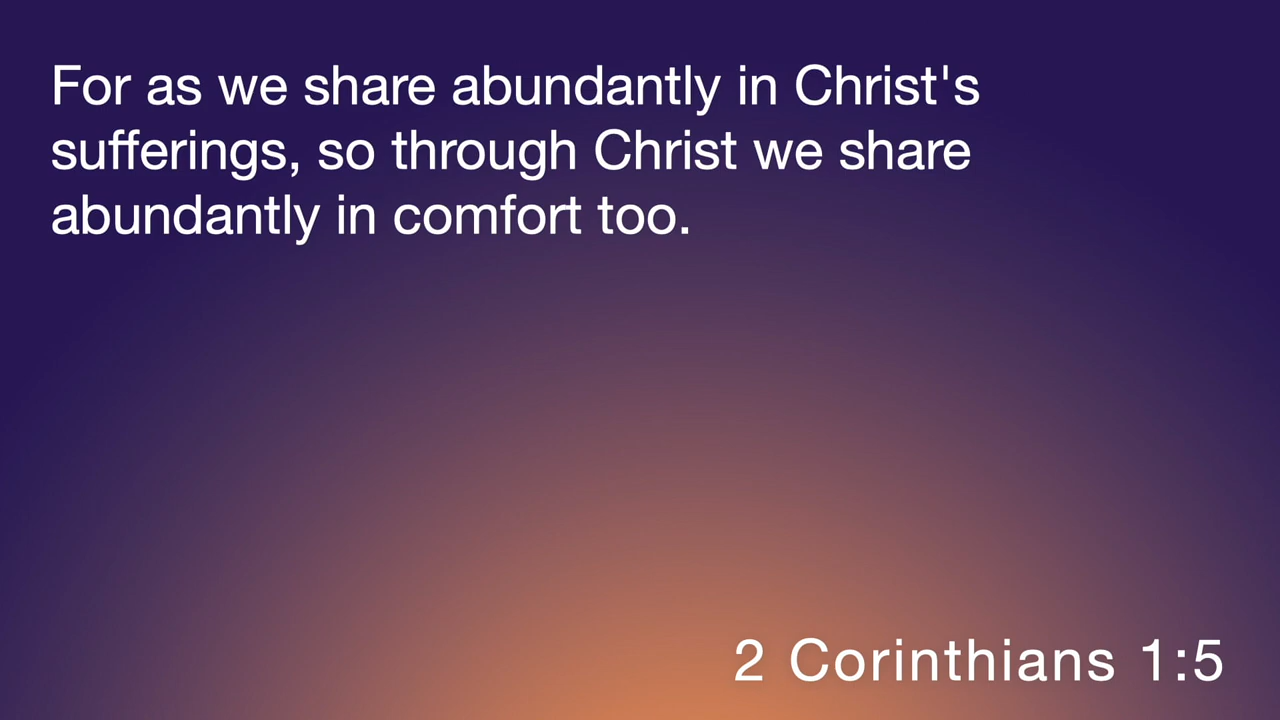 For as we share abundantly in Christ's
sufferings, so through Christ we share
abundantly in comfort too.
2 Corinthians 1:5